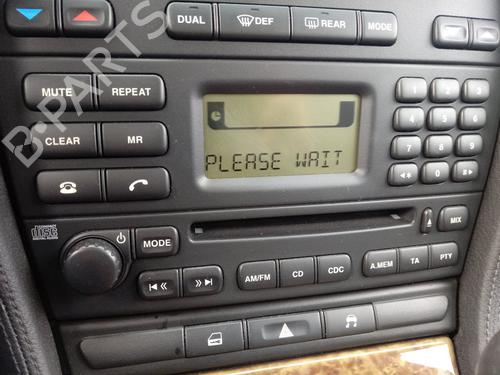 DUAL
DEF
REAR
MODE
MUTE
REPEAT
CLEAR
MR
PLEASE WAIT
1
2
3
4
5
6
7
8
9
*◂
0
#▸
disc
MODE
MIX
AM/FM
CD
CDC
A.MEM
TA
PTY
B-PARTS